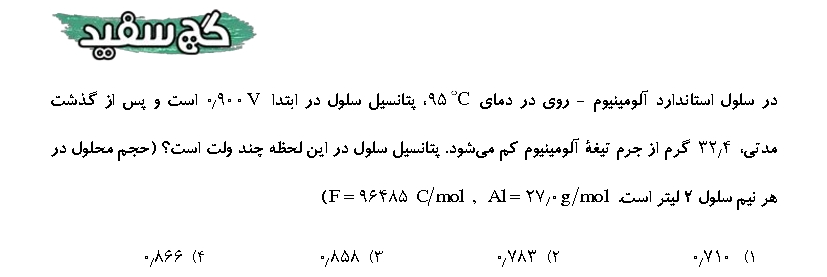 گچ سفید
در سلول استاندارد آلومینیوم - روی در دمای ۹۵ °C، پتانسیل سلول در ابتدا ۰٫۹۰۰ V است و پس از گذشت
مدتی، ۳۲٫۴ گرم از جرم تیغهٔ آلومینیوم کم می‌شود. پتانسیل سلول در این لحظه چند ولت است؟ (حجم محلول در
هر نیم سلول ۲ لیتر است. F = ۹۶۴۸۵ C/mol , Al = ۲۷٫۰ g/mol)
۱) ۰٫۷۱۰ ۲) ۰٫۷۸۳ ۳) ۰٫۸۵۸ ۴) ۰٫۸۶۶